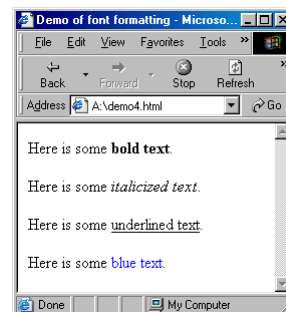 Demo of font formatting - Microso...
File Edit View Favorites Tools »
Back Forward Stop Refresh »
Address A:\demo4.html Go
Here is some bold text.
Here is some italicized text.
Here is some underlined text.
Here is some blue text.
Done My Computer